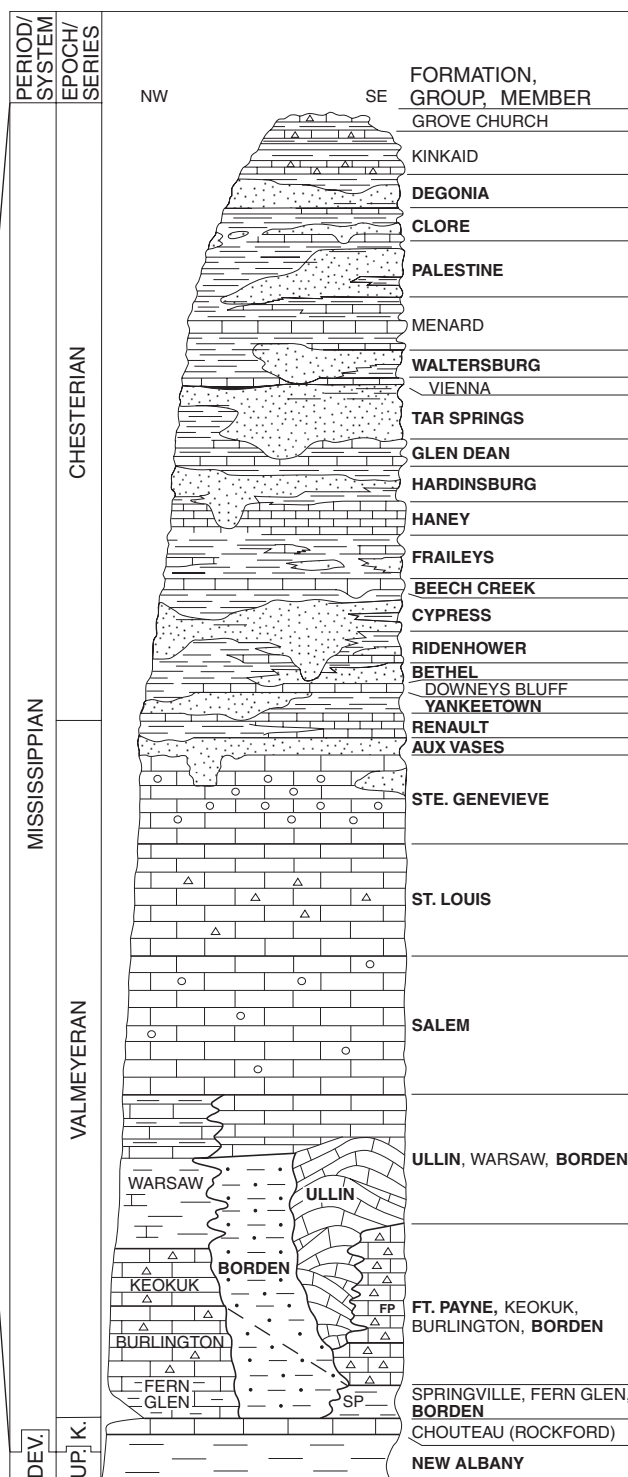 PERIOD/
SYSTEM
EPOCH/
SERIES
NW
SE
FORMATION,
GROUP, MEMBER
GROVE CHURCH
KINKAID
DEGONIA
CLORE
PALESTINE
MENARD
WALTERSBURG
VIENNA
TAR SPRINGS
GLEN DEAN
HARDINSBURG
HANEY
FRAILEYS
BEECH CREEK
CYPRESS
RIDENHOWER
BETHEL
DOWNEYS BLUFF
YANKEETOWN
RENAULT
AUX VASES
STE. GENEVIEVE
ST. LOUIS
SALEM
ULLIN, WARSAW, BORDEN
FT. PAYNE, KEOKUK,
BURLINGTON, BORDEN
SPRINGVILLE, FERN GLEN,
BORDEN
CHOUTEAU (ROCKFORD)
NEW ALBANY
MISSISSIPPIAN
DEV.
CHESTERIAN
VALMEYERAN
K.
UP.
WARSAW
ULLIN
BORDEN
KEOKUK
FP
BURLINGTON
FERN
GLEN
SP